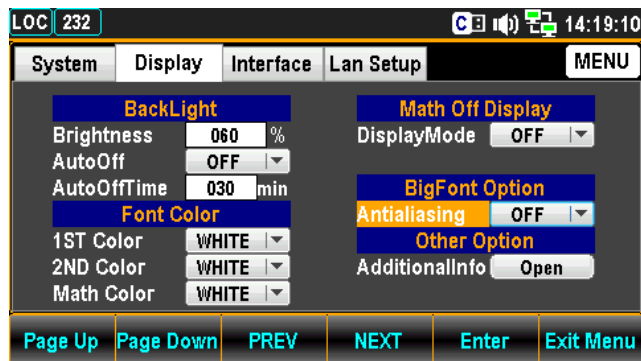 LOC 232 C 14:19:10
System Display Interface Lan Setup MENU
BackLight
Brightness 060 %
AutoOff OFF
AutoOffTime 030 min
Font Color
1ST Color WHITE
2ND Color WHITE
Math Color WHITE
Math Off Display
DisplayMode OFF
BigFont Option
Antialiasing OFF
Other Option
AdditionalInfo Open
Page Up Page Down PREV NEXT Enter Exit Menu